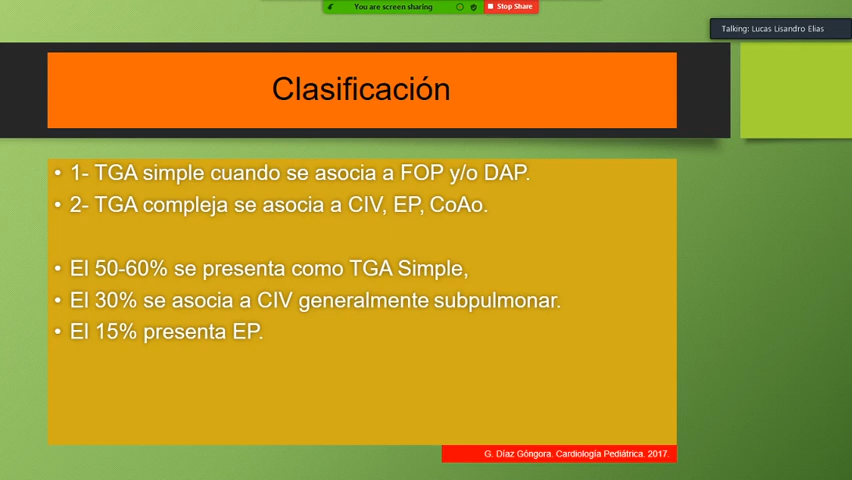 You are screen sharing
Stop Share
Talking: Lucas Lisandro Elias
Clasificación
• 1- TGA simple cuando se asocia a FOP y/o DAP.
• 2- TGA compleja se asocia a CIV, EP, CoAo.
• El 50-60% se presenta como TGA Simple,
• El 30% se asocia a CIV generalmente subpulmonar.
• El 15% presenta EP.
G. Díaz Góngora. Cardiología Pediátrica. 2017.